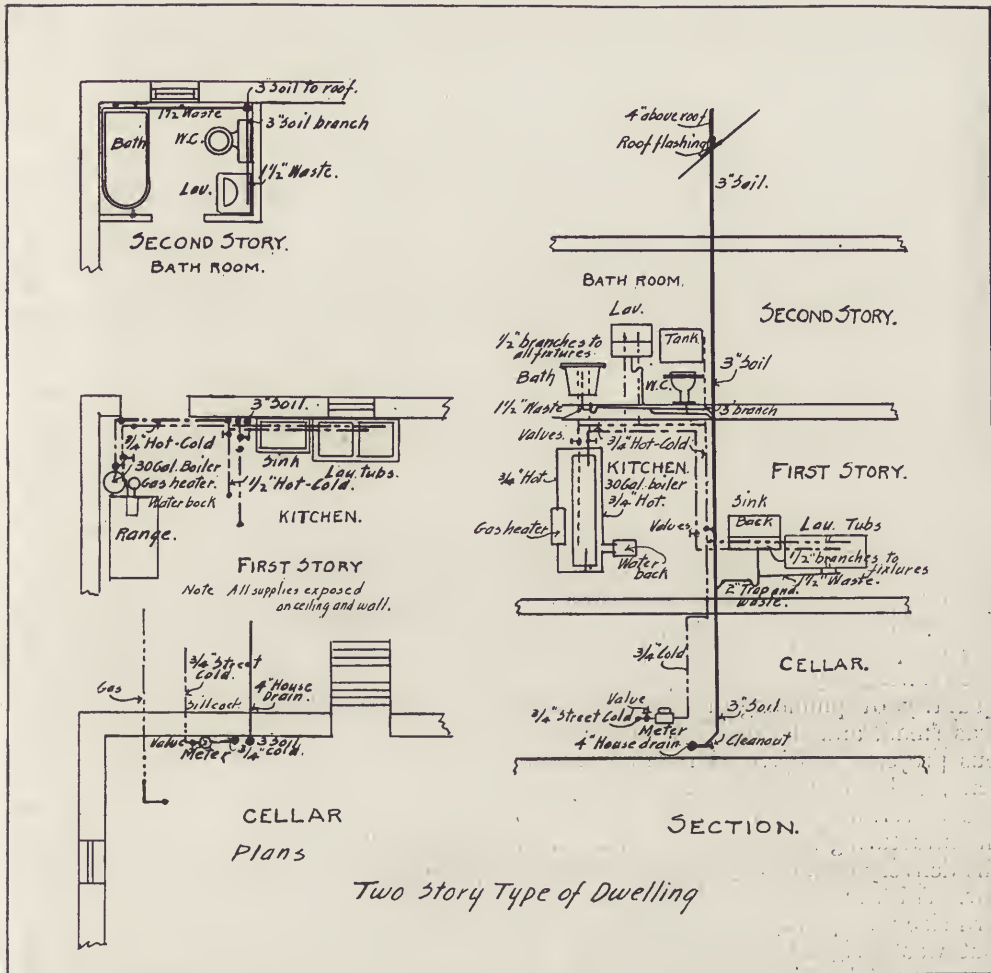 3"Soil to roof.
1½"Waste
3"Soil branch
Bath
W.C.
1½"Waste.
Lav.
SECOND STORY.
BATH ROOM.
3"Soil.
¾"Hot-Cold
30Gal.Boiler
Gas heater.
Water back
Range.
Sink
Lau.tubs.
½"Hot-Cold.
KITCHEN.
FIRST STORY
Note All supplies exposed
on ceiling and wall.
¾"Street
Cold.
Gas
Sillcock
4"House
Drain.
Valve
Meter
3"Soil
¾"Cold.
CELLAR
Plans
4"above roof
Roof flashing
3"Soil.
BATH ROOM.
SECOND STORY.
Lav.
½"branches to
all fixtures.
Tank
Bath
W.C.
3"Soil
1½"Waste
3"branch
Valves.
¾"Hot-Cold.
FIRST STORY.
KITCHEN.
30Gal.boiler
¾"Hot
¾"Hot.
Sink
Back
Gas heater
Valves
Lau. Tubs
Water
back
½"branches to
fixtures
1½"Waste.
2"Trap and
waste.
CELLAR.
¾"Cold
Valve
3"Soil
¾"Street Cold
Meter
4"House drain
Cleanout
SECTION.
Two Story Type of Dwelling